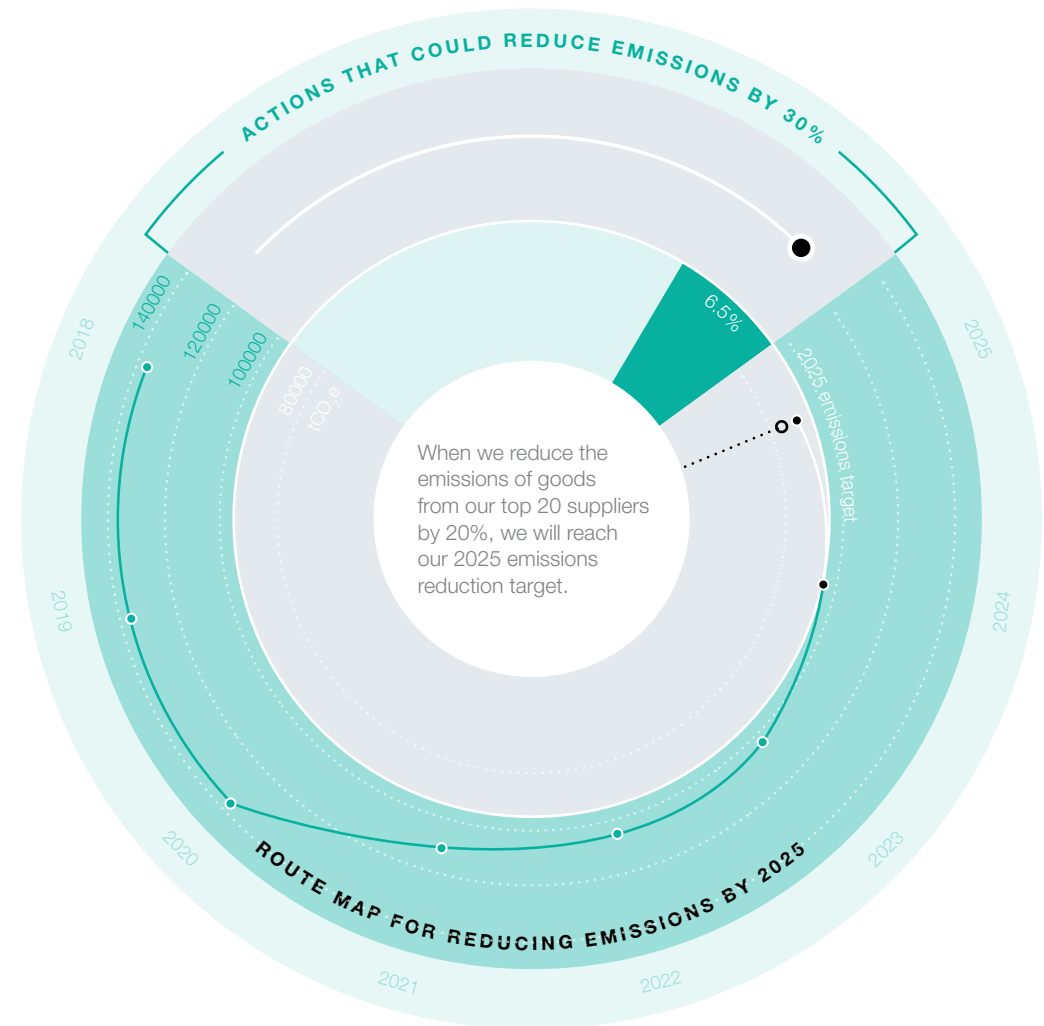 ACTIONS THAT COULD REDUCE EMISSIONS BY 30%
140000
120000
100000
80000
tCO₂e
6.5%
2025 emissions target
When we reduce the
emissions of goods
from our top 20 suppliers
by 20%, we will reach
our 2025 emissions
reduction target.
2018
2019
2020
2021
2022
2023
2024
2025
ROUTE MAP FOR REDUCING EMISSIONS BY 2025